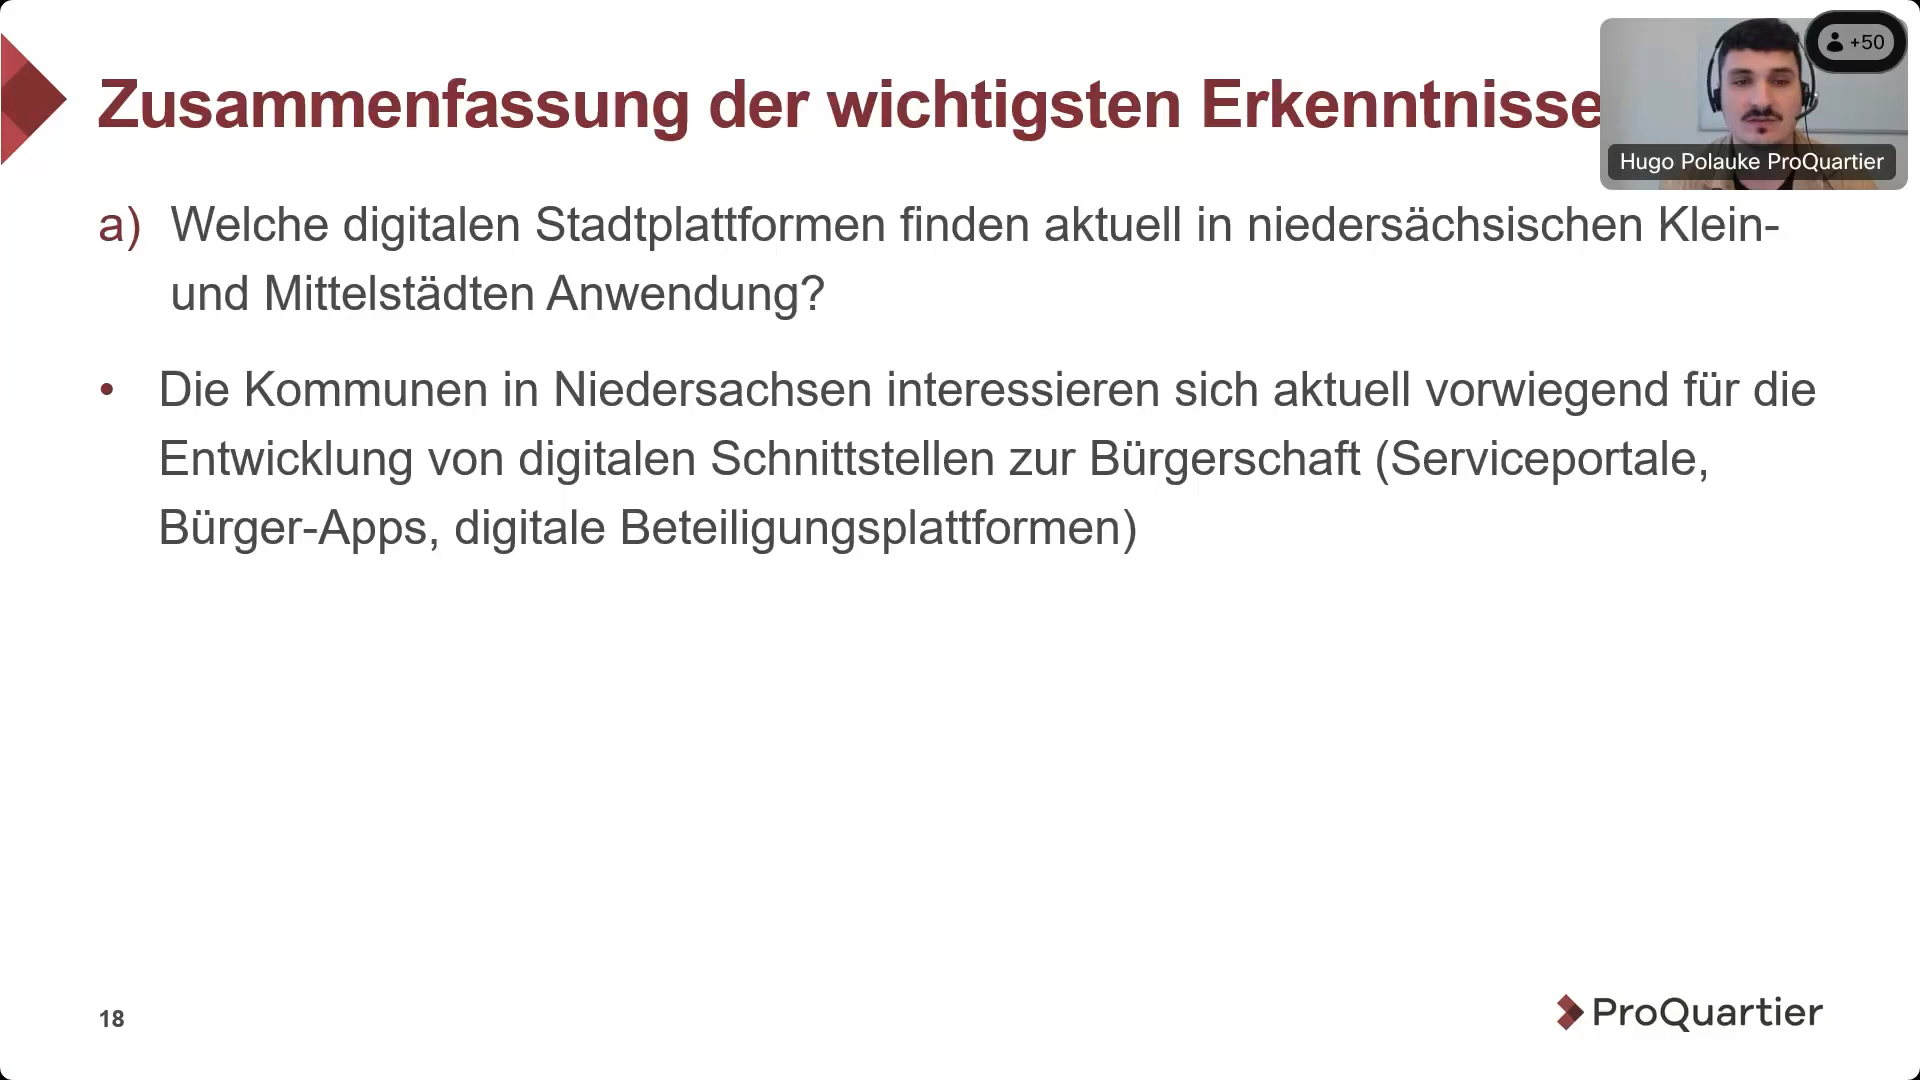 Zusammenfassung der wichtigsten Erkenntnisse
+50
Hugo Polauke ProQuartier
a) Welche digitalen Stadtplattformen finden aktuell in niedersächsischen Klein-
und Mittelstädten Anwendung?
• Die Kommunen in Niedersachsen interessieren sich aktuell vorwiegend für die
Entwicklung von digitalen Schnittstellen zur Bürgerschaft (Serviceportale,
Bürger-Apps, digitale Beteiligungsplattformen)
18
ProQuartier